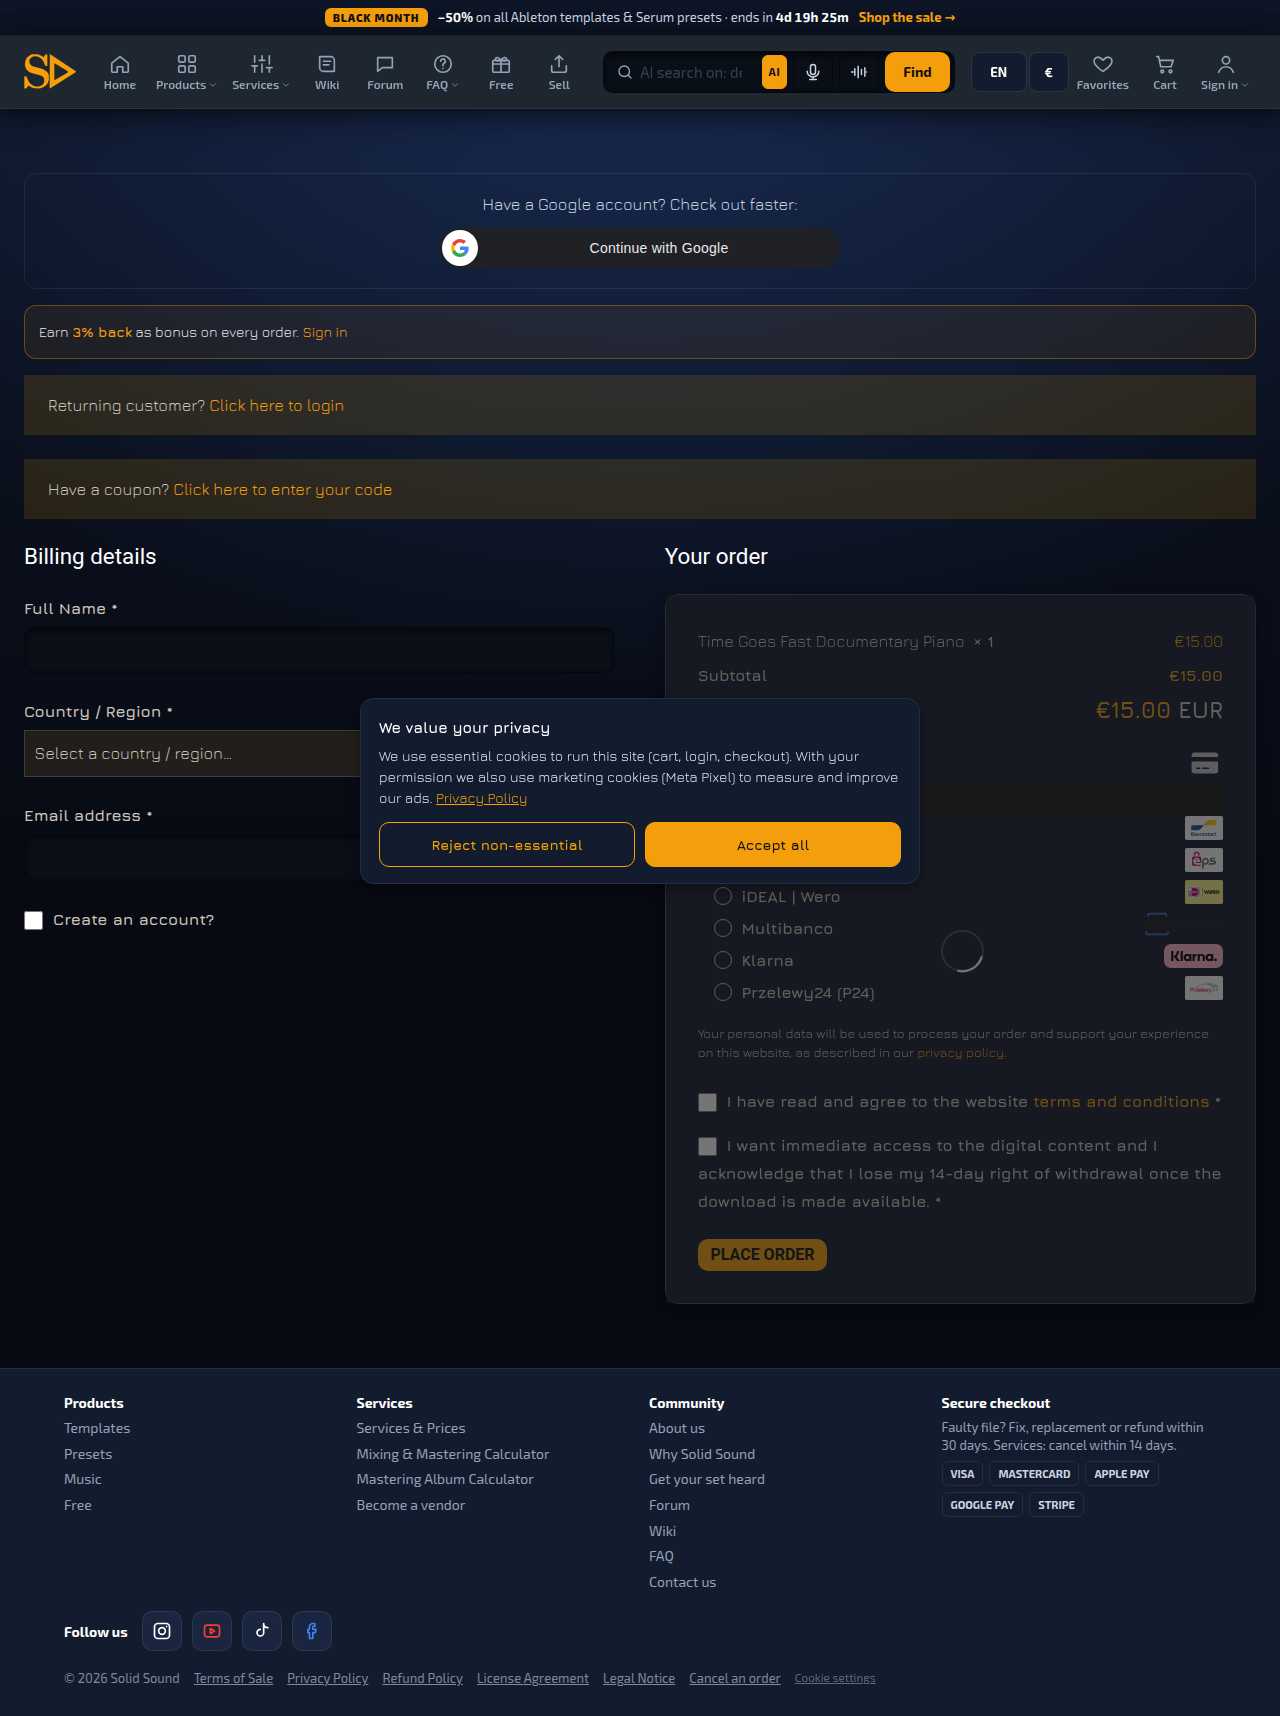 BLACK MONTH −50% on all Ableton templates & Serum presets · ends in 4d 19h 25m Shop the sale →
Home
Products
Services
Wiki
Forum
FAQ
Free
Sell
AI search on: dr
AI
Find
EN
€
Favorites
Cart
Sign in
Have a Google account? Check out faster:
Continue with Google
Earn 3% back as bonus on every order. Sign in
Returning customer? Click here to login
Have a coupon? Click here to enter your code
Billing details
Full Name *
Country / Region *
Select a country / region…
Email address *
Create an account?
Your order
Time Goes Fast Documentary Piano × 1 €15.00
Subtotal €15.00
€15.00 EUR
We value your privacy
We use essential cookies to run this site (cart, login, checkout). With your
permission we also use marketing cookies (Meta Pixel) to measure and improve
our ads. Privacy Policy
Reject non-essential
Accept all
Bancontact
eps
iDEAL | Wero
Multibanco
Klarna Klarna.
Przelewy24 (P24)
Your personal data will be used to process your order and support your experience
on this website, as described in our privacy policy.
I have read and agree to the website terms and conditions *
I want immediate access to the digital content and I
acknowledge that I lose my 14-day right of withdrawal once the
download is made available. *
PLACE ORDER
Products
Templates
Presets
Music
Free
Services
Services & Prices
Mixing & Mastering Calculator
Mastering Album Calculator
Become a vendor
Community
About us
Why Solid Sound
Get your set heard
Forum
Wiki
FAQ
Contact us
Secure checkout
Faulty file? Fix, replacement or refund within
30 days. Services: cancel within 14 days.
VISA MASTERCARD APPLE PAY
GOOGLE PAY STRIPE
Follow us
© 2026 Solid Sound Terms of Sale Privacy Policy Refund Policy License Agreement Legal Notice Cancel an order Cookie settings